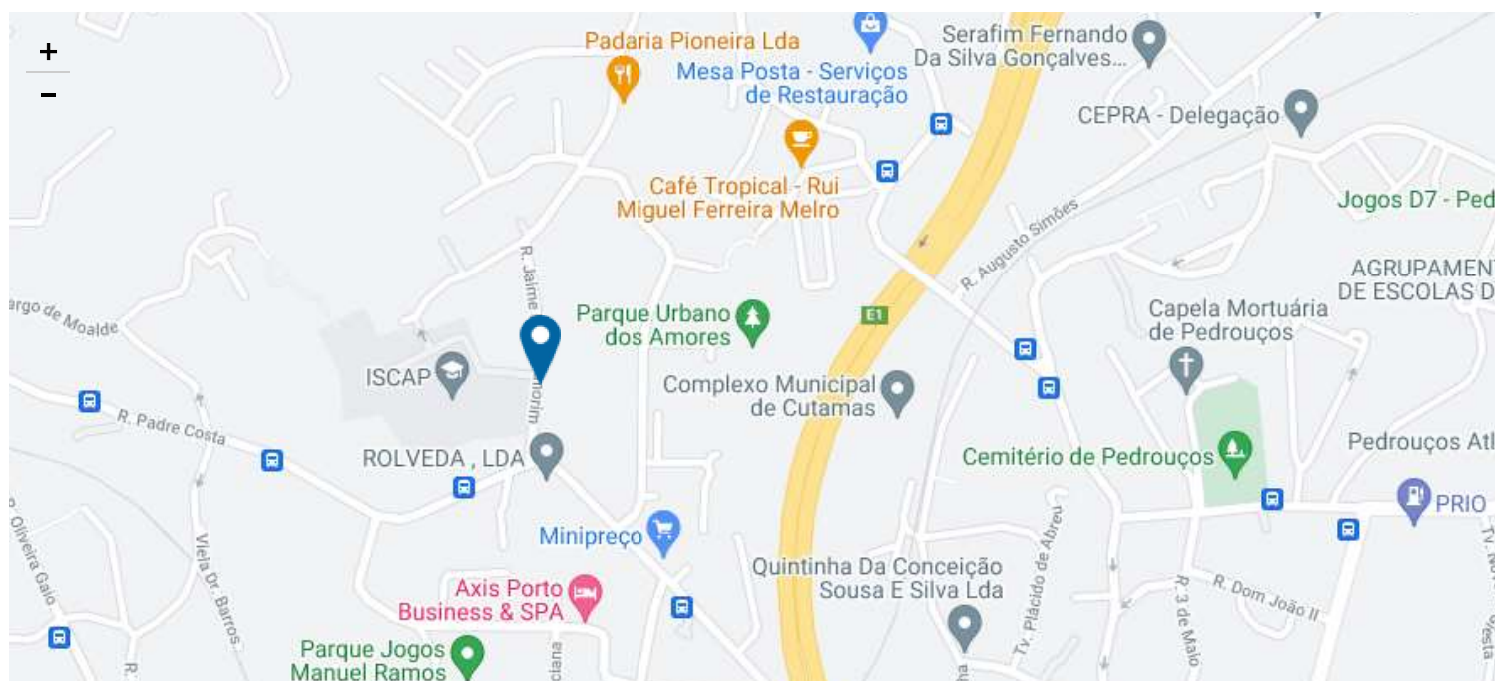 +
−
Padaria Pioneira Lda
Mesa Posta - Serviços
de Restauração
Serafim Fernando
Da Silva Gonçalves...
CEPRA - Delegação
Café Tropical - Rui
Miguel Ferreira Melro
Jogos D7 - Ped
R. Augusto Simões
R. Jaime
morim
AGRUPAMEN
DE ESCOLAS D
argo de Moalde
Parque Urbano
dos Amores
E1
Capela Mortuária
de Pedrouços
ISCAP
Complexo Municipal
de Cutamas
R. Padre Costa
ROLVEDA , LDA
Cemitério de Pedrouços
Pedrouços Atl
PRIO
Minipreço
Oliveira Gaio
Viela Dr. Barros
Quintinha Da Conceição
Sousa E Silva Lda
Tv. Plácido de Abreu
Axis Porto
Business & SPA
R. 3 de Maio
R. Dom João II
Parque Jogos
Manuel Ramos
R.
ciana
ha
resta